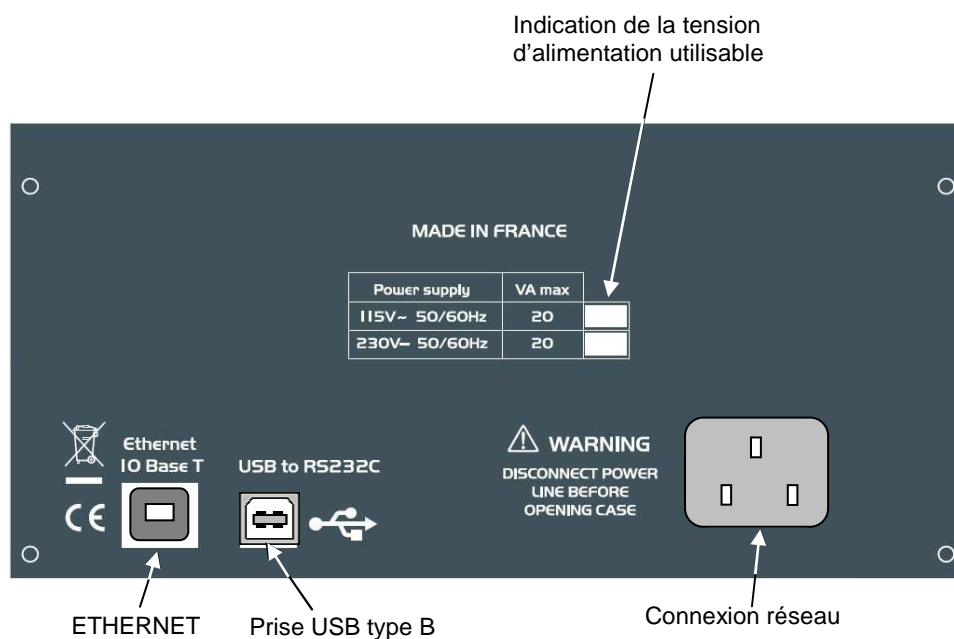 Indication de la tension
d'alimentation utilisable
MADE IN FRANCE
Power supply VA max
115V~ 50/60Hz 20
230V– 50/60Hz 20
Ethernet
10 Base T
USB to RS232C
WARNING
DISCONNECT POWER
LINE BEFORE
OPENING CASE
CE
ETHERNET
Prise USB type B
Connexion réseau